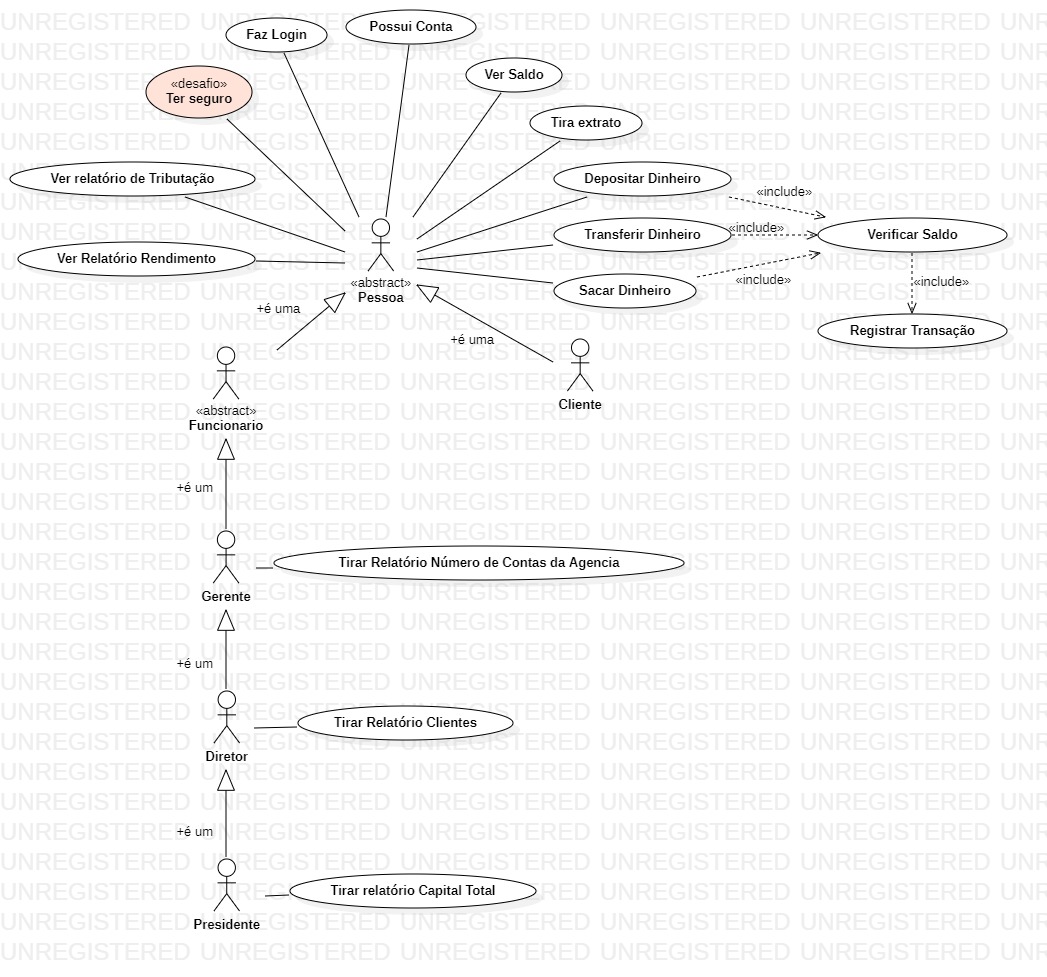 Possui Conta
Faz Login
Ver Saldo
«desafio»
Ter seguro
Tira extrato
Ver relatório de Tributação
Depositar Dinheiro
«include»
Transferir Dinheiro
«include»
Verificar Saldo
Ver Relatório Rendimento
«abstract»
Pessoa
Sacar Dinheiro
«include»
«include»
+é uma
+é uma
Registrar Transação
Cliente
«abstract»
Funcionario
+é um
Tirar Relatório Número de Contas da Agencia
Gerente
+é um
Tirar Relatório Clientes
Diretor
+é um
Tirar relatório Capital Total
Presidente
UNREGISTERED